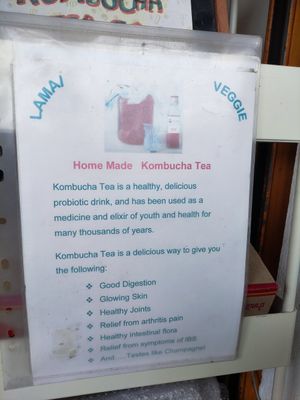 KOMBUCHA
LAMAI
VEGGIE
Home Made Kombucha Tea
Kombucha Tea is a healthy, delicious
probiotic drink, and has been used as a
medicine and elixir of youth and health for
many thousands of years.
Kombucha Tea is a delicious way to give you
the following:
Good Digestion
Glowing Skin
Healthy Joints
Relief from arthritis pain
Healthy intestinal flora
Relief from symptoms of IBS
And .... Tastes like Champagne!